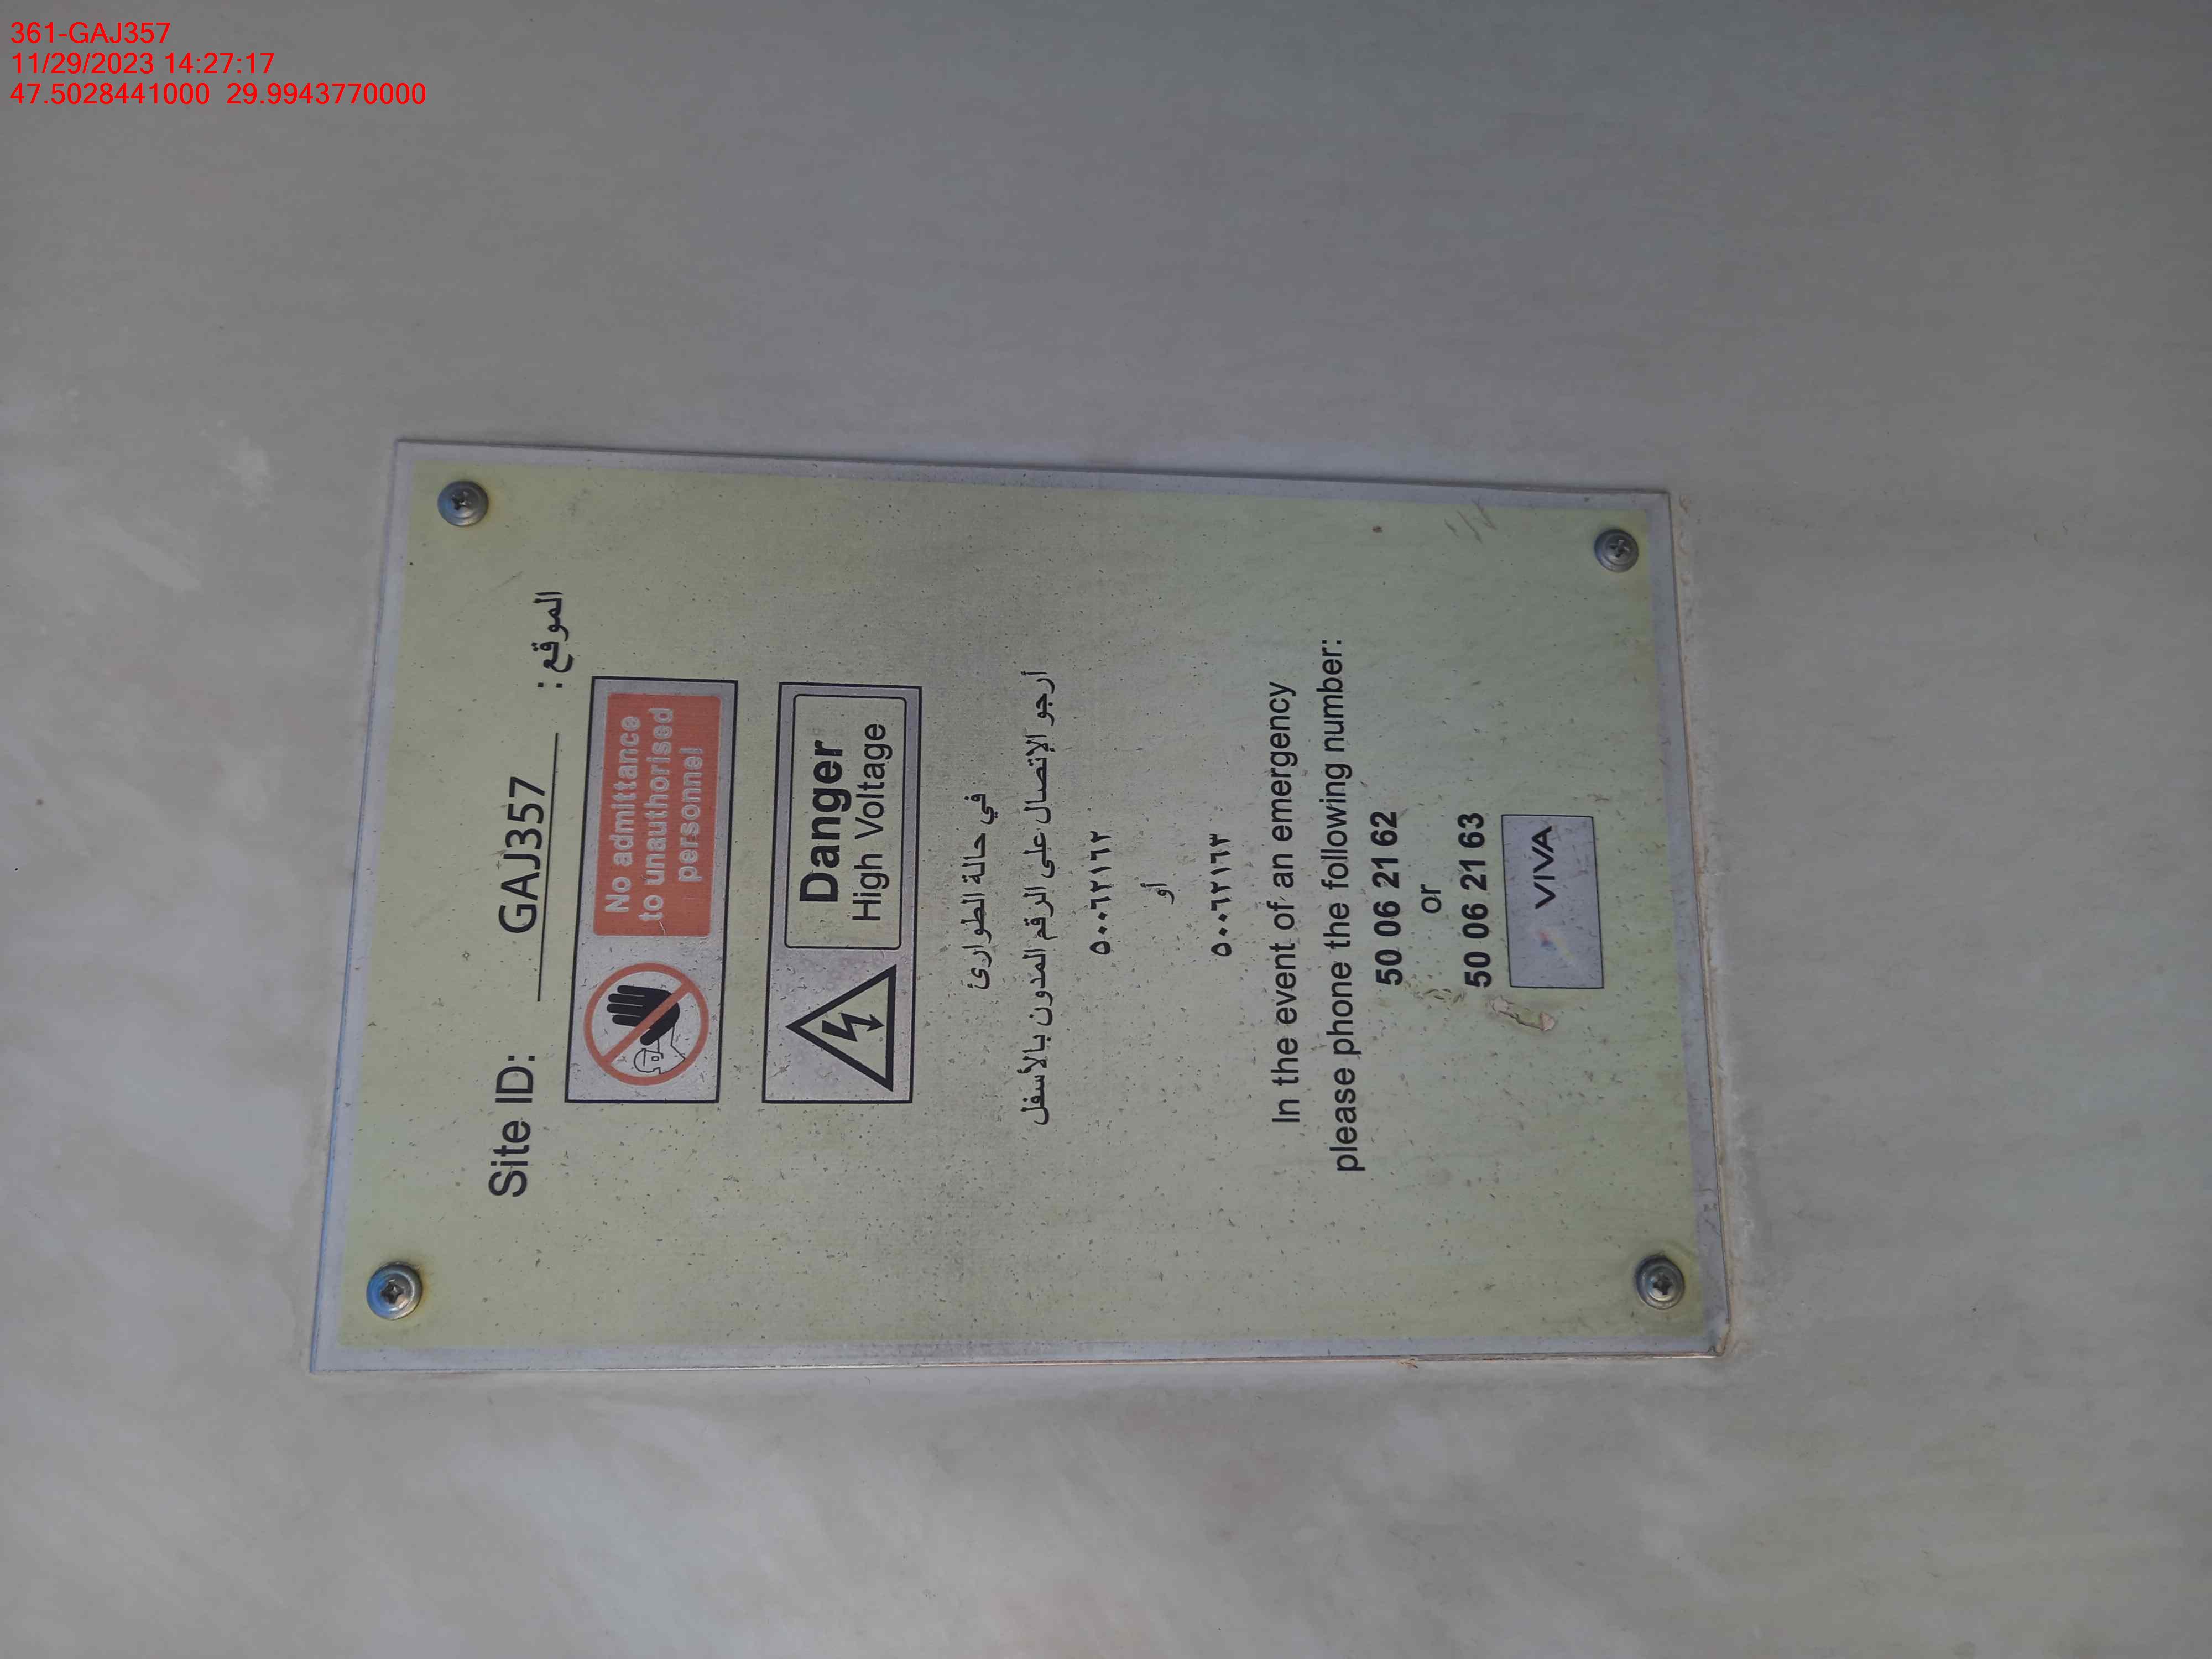 361-GAJ357
11/29/2023 14:27:17
47.5028441000 29.9943770000
Site ID: GAJ357 الموقع :
No admittance
to unauthorised
personnel
Danger
High Voltage
في حالة الطوارئ
أرجو الإتصال على الرقم المدون بالأسفل
٥٠٠٦٢١٦٢
أو
٥٠٠٦٢١٦٣
In the event of an emergency
please phone the following number:
50 06 21 62
or
50 06 21 63
VIVA